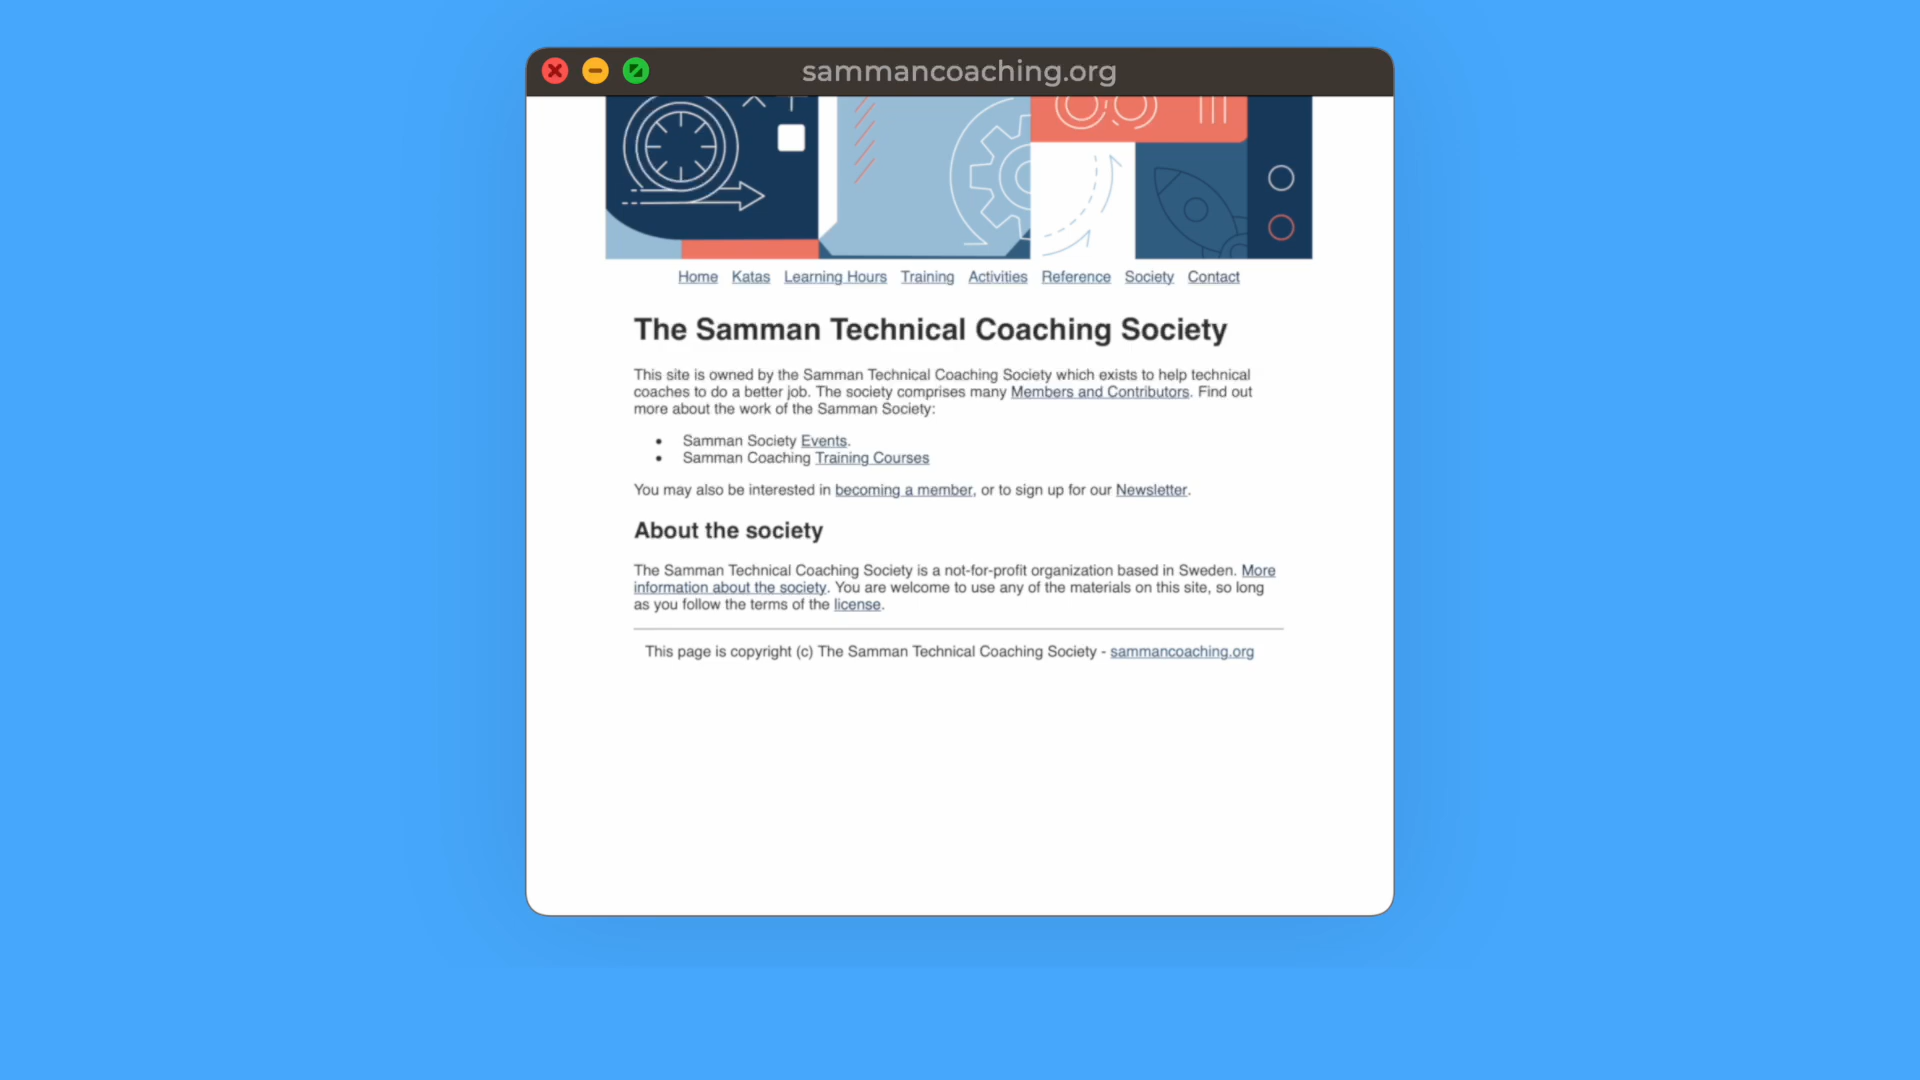 sammancoaching.org
Home Katas Learning Hours Training Activities Reference Society Contact
The Samman Technical Coaching Society
This site is owned by the Samman Technical Coaching Society which exists to help technical
coaches to do a better job. The society comprises many Members and Contributors. Find out
more about the work of the Samman Society:
• Samman Society Events.
• Samman Coaching Training Courses
You may also be interested in becoming a member, or to sign up for our Newsletter.
About the society
The Samman Technical Coaching Society is a not-for-profit organization based in Sweden. More
information about the society. You are welcome to use any of the materials on this site, so long
as you follow the terms of the license.
This page is copyright (c) The Samman Technical Coaching Society - sammancoaching.org